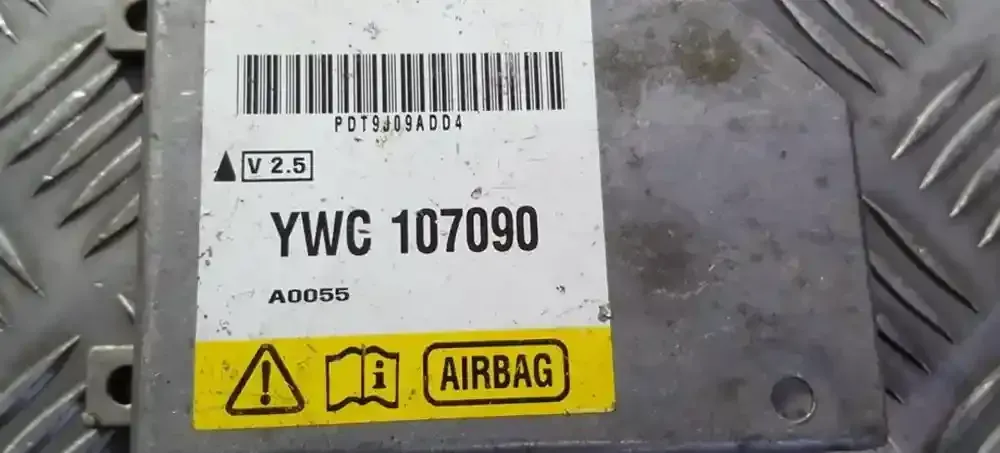 PDT9J09ADD4
V 2.5
YWC 107090
A0055
AIRBAG